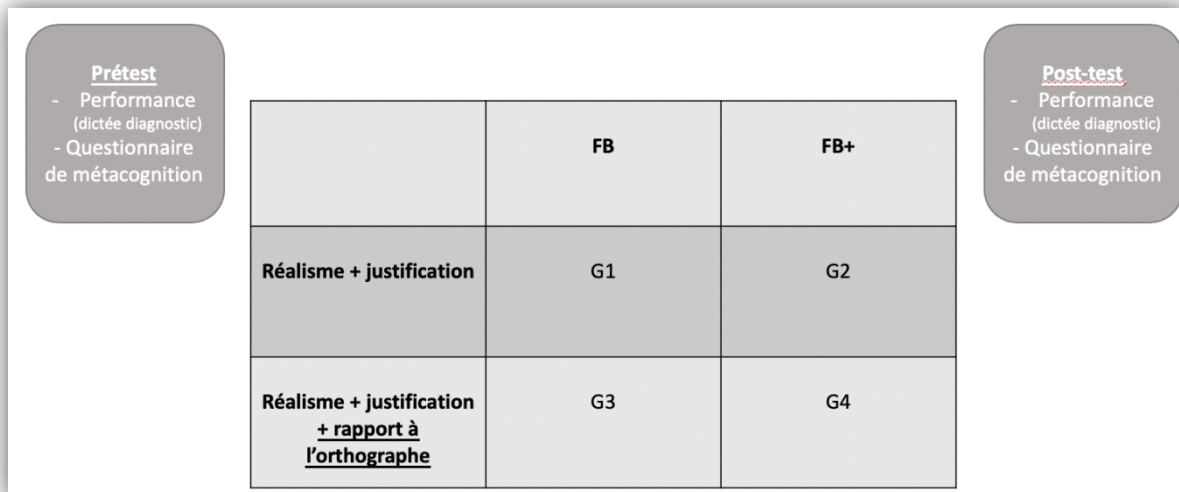 Prétest
- Performance
(dictée diagnostic)
- Questionnaire
de métacognition
FB
FB+
Réalisme + justification
G1
G2
Réalisme + justification
+ rapport à
l'orthographe
G3
G4
Post-test
- Performance
(dictée diagnostic)
- Questionnaire
de métacognition